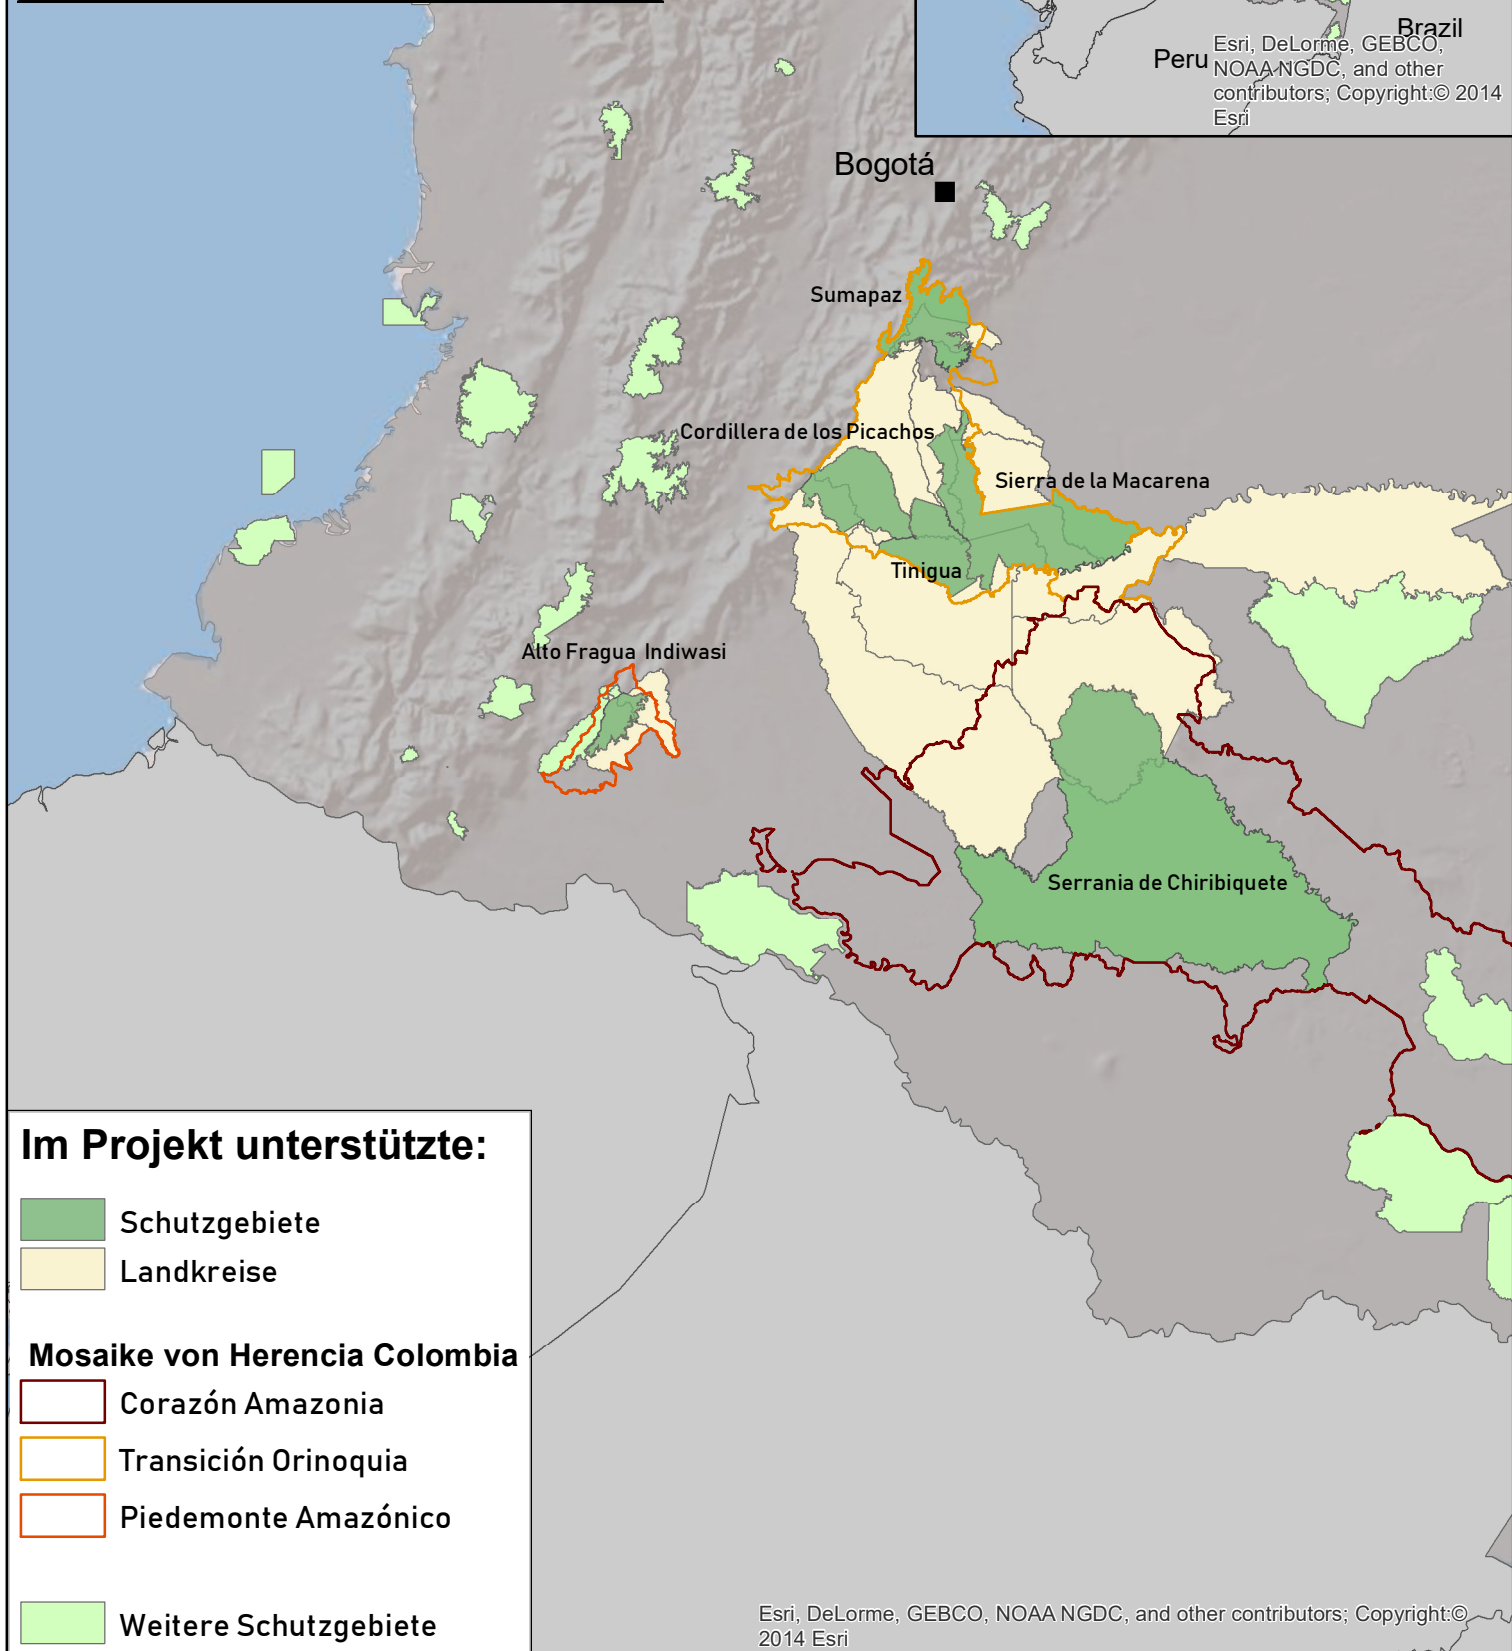 Brazil
Peru
Esri, DeLorme, GEBCO,
NOAA NGDC, and other
contributors; Copyright:© 2014
Esri
Bogotá
Sumapaz
Cordillera de los Picachos
Sierra de la Macarena
Tinigua
Alto Fragua Indiwasi
Serrania de Chiribiquete
Im Projekt unterstützte:
Schutzgebiete
Landkreise
Mosaike von Herencia Colombia
Corazón Amazonia
Transición Orinoquia
Piedemonte Amazónico
Weitere Schutzgebiete
Esri, DeLorme, GEBCO, NOAA NGDC, and other contributors; Copyright:©
2014 Esri